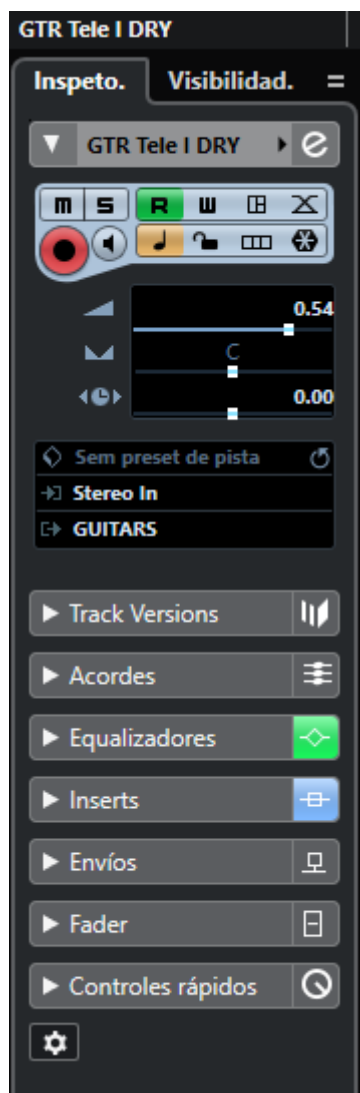 GTR Tele I DRY
Inspeto. Visibilidad.
GTR Tele I DRY e
m S R W
0.54
C
0.00
Sem preset de pista
Stereo In
GUITARS
Track Versions
Acordes
Equalizadores
Inserts
Envíos
Fader
Controles rápidos